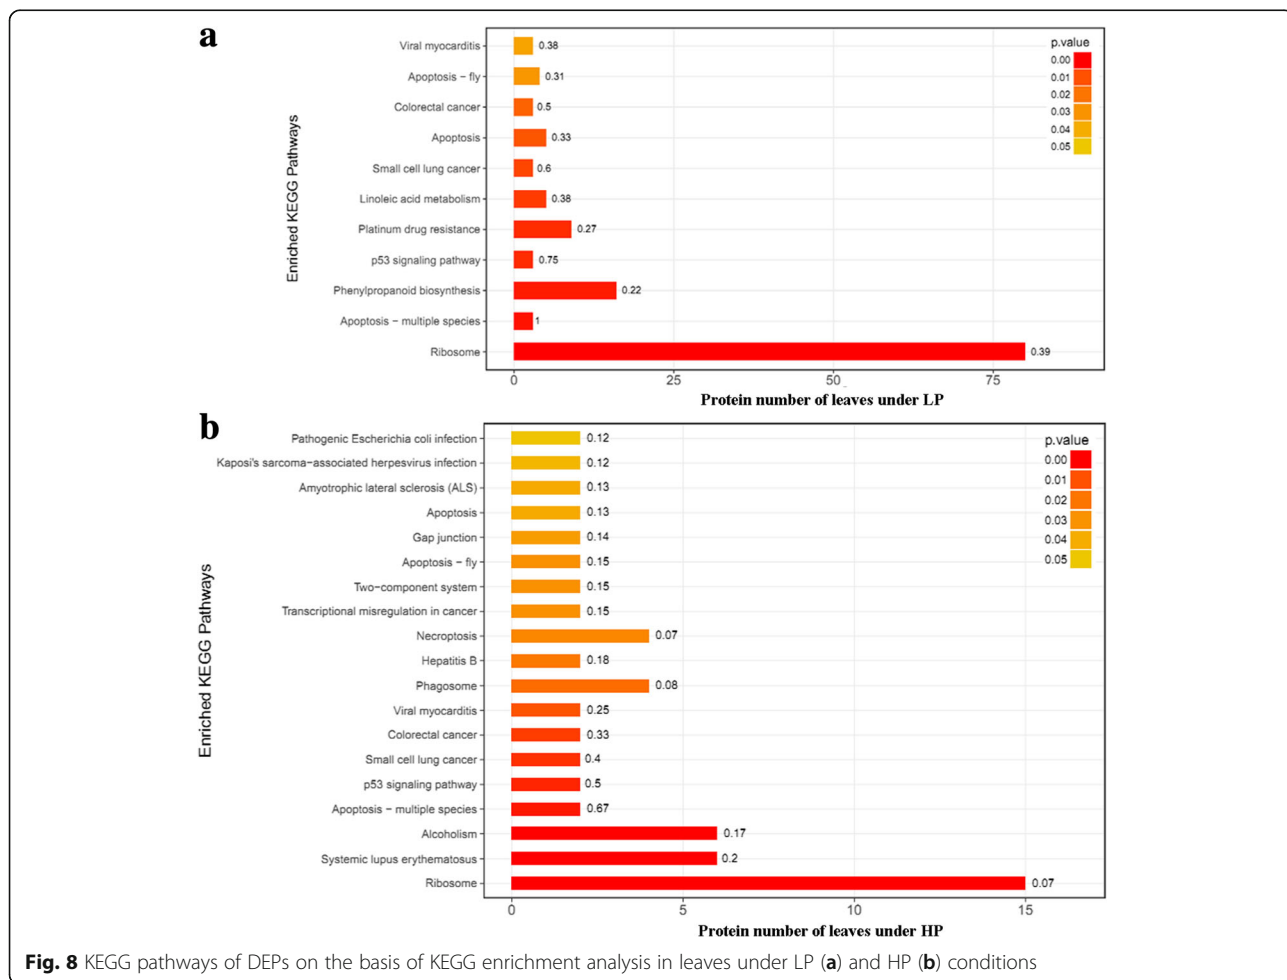 a
Enriched KEGG Pathways
Viral myocarditis 0.38
Apoptosis − fly 0.31
Colorectal cancer 0.5
Apoptosis 0.33
Small cell lung cancer 0.6
Linoleic acid metabolism 0.38
Platinum drug resistance 0.27
p53 signaling pathway 0.75
Phenylpropanoid biosynthesis 0.22
Apoptosis − multiple species 1
Ribosome 0.39
p.value
0.00
0.01
0.02
0.03
0.04
0.05
0 25 50 75
Protein number of leaves under LP
b
Enriched KEGG Pathways
Pathogenic Escherichia coli infection 0.12
Kaposi's sarcoma−associated herpesvirus infection 0.12
Amyotrophic lateral sclerosis (ALS) 0.13
Apoptosis 0.13
Gap junction 0.14
Apoptosis − fly 0.15
Two−component system 0.15
Transcriptional misregulation in cancer 0.15
Necroptosis 0.07
Hepatitis B 0.18
Phagosome 0.08
Viral myocarditis 0.25
Colorectal cancer 0.33
Small cell lung cancer 0.4
p53 signaling pathway 0.5
Apoptosis − multiple species 0.67
Alcoholism 0.17
Systemic lupus erythematosus 0.2
Ribosome 0.07
p.value
0.00
0.01
0.02
0.03
0.04
0.05
0 5 10 15
Protein number of leaves under HP
Fig. 8 KEGG pathways of DEPs on the basis of KEGG enrichment analysis in leaves under LP (a) and HP (b) conditions